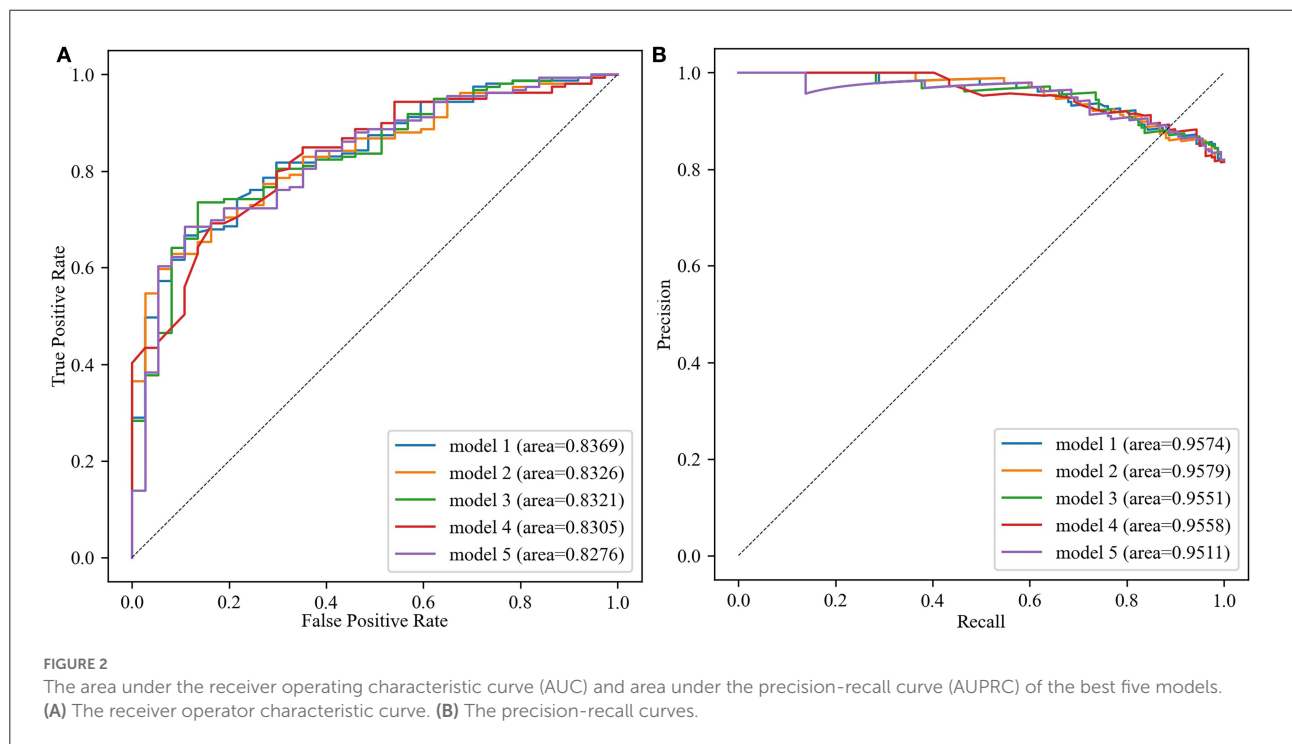 A
1.0
0.8
0.6
0.4
0.2
0.0
True Positive Rate
0.0 0.2 0.4 0.6 0.8 1.0
False Positive Rate
model 1 (area=0.8369)
model 2 (area=0.8326)
model 3 (area=0.8321)
model 4 (area=0.8305)
model 5 (area=0.8276)
B
1.0
0.8
0.6
0.4
0.2
0.0
Precision
0.0 0.2 0.4 0.6 0.8 1.0
Recall
model 1 (area=0.9574)
model 2 (area=0.9579)
model 3 (area=0.9551)
model 4 (area=0.9558)
model 5 (area=0.9511)
FIGURE 2
The area under the receiver operating characteristic curve (AUC) and area under the precision-recall curve (AUPRC) of the best five models.
(A) The receiver operator characteristic curve. (B) The precision-recall curves.